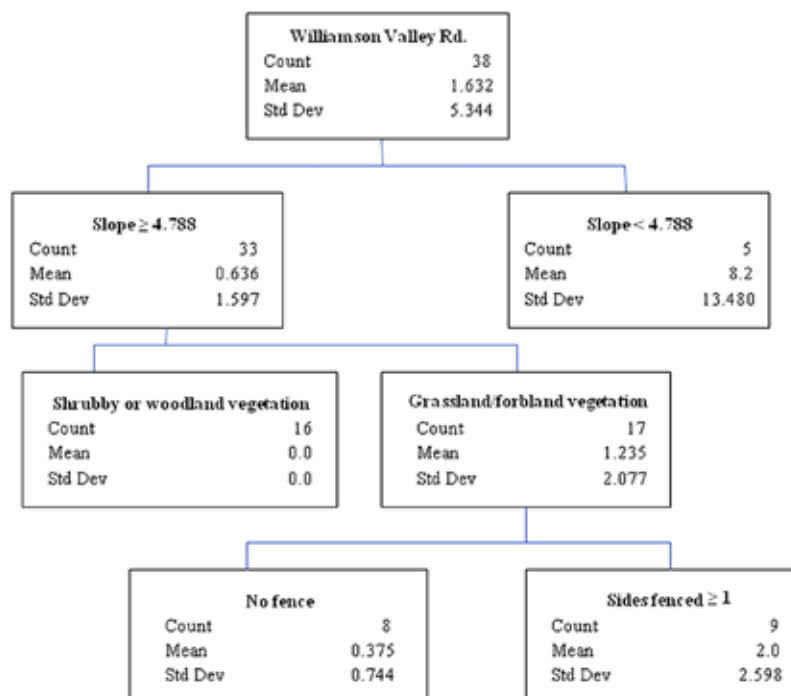 Williamson Valley Rd.
Count 38
Mean 1.632
Std Dev 5.344
Slope ≥ 4.788
Count 33
Mean 0.636
Std Dev 1.597
Slope < 4.788
Count 5
Mean 8.2
Std Dev 13.480
Shrubby or woodland vegetation
Count 16
Mean 0.0
Std Dev 0.0
Grassland/forbland vegetation
Count 17
Mean 1.235
Std Dev 2.077
No fence
Count 8
Mean 0.375
Std Dev 0.744
Sides fenced ≥ 1
Count 9
Mean 2.0
Std Dev 2.598